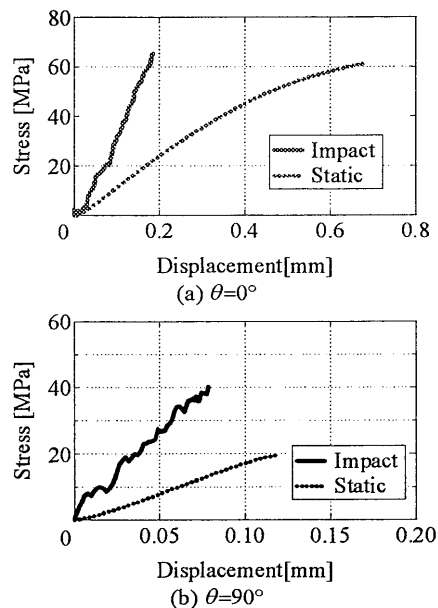 80
60
40
20
0
Stress [MPa]
Impact
Static
0 0.2 0.4 0.6 0.8
Displacement[mm]
(a) θ=0°
60
40
20
0
Stress [MPa]
Impact
Static
0 0.05 0.10 0.15 0.20
Displacement[mm]
(b) θ=90°